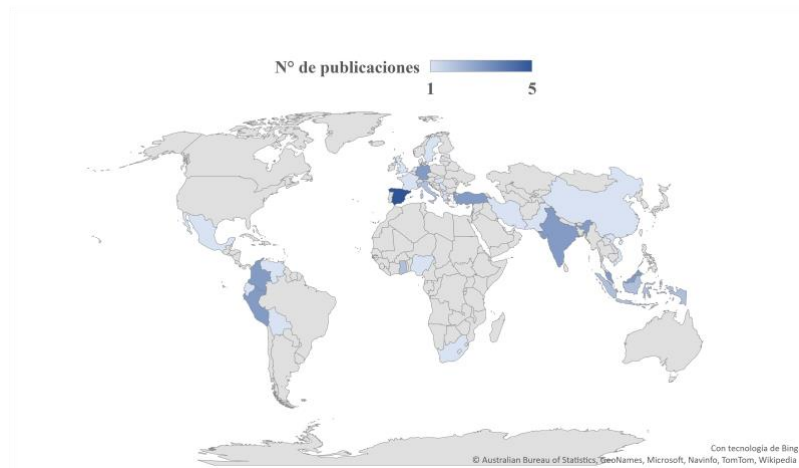 N° de publicaciones
1 5
Con tecnología de Bing
© Australian Bureau of Statistics, GeoNames, Microsoft, Navinfo, TomTom, Wikipedia